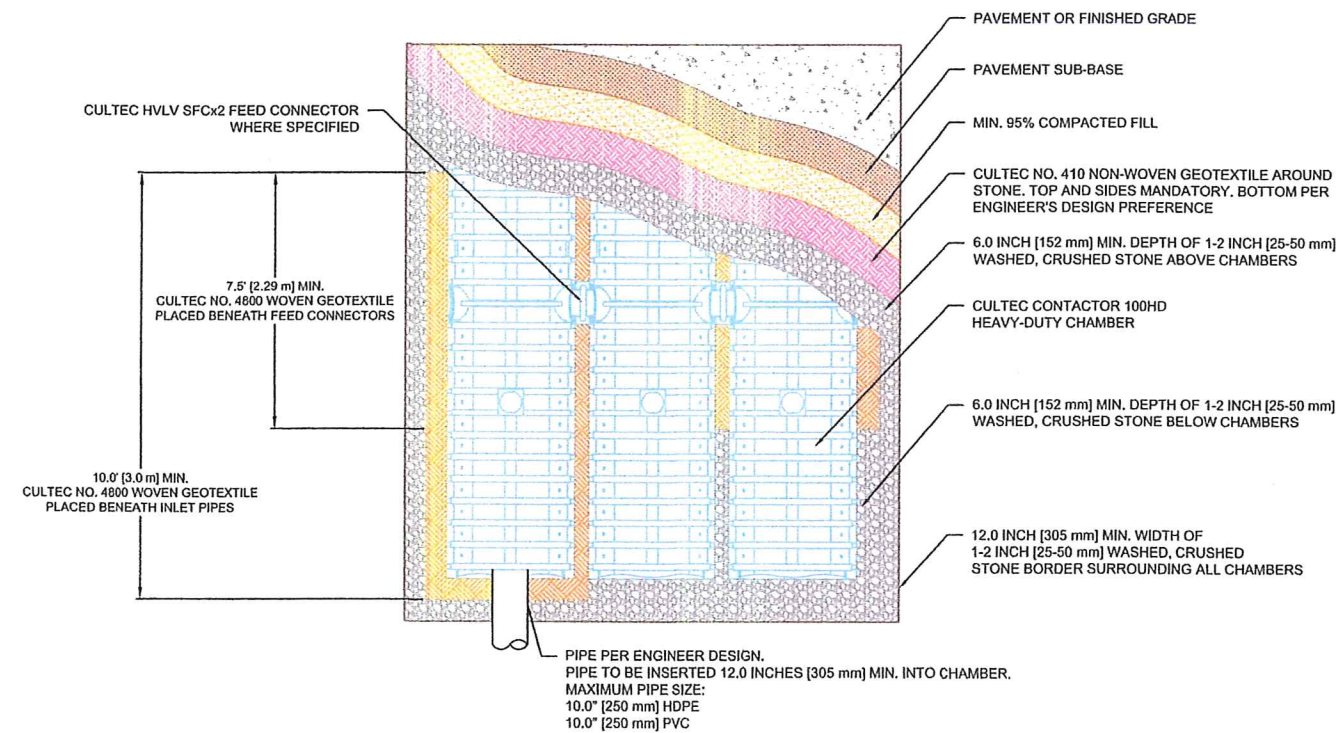 PAVEMENT OR FINISHED GRADE
PAVEMENT SUB-BASE
CULTEC HVLV SFCx2 FEED CONNECTOR
WHERE SPECIFIED
MIN. 95% COMPACTED FILL
CULTEC NO. 410 NON-WOVEN GEOTEXTILE AROUND
STONE. TOP AND SIDES MANDATORY. BOTTOM PER
ENGINEER'S DESIGN PREFERENCE
6.0 INCH [152 mm] MIN. DEPTH OF 1-2 INCH [25-50 mm]
WASHED, CRUSHED STONE ABOVE CHAMBERS
7.5' [2.29 m] MIN.
CULTEC NO. 4800 WOVEN GEOTEXTILE
PLACED BENEATH FEED CONNECTORS
CULTEC CONTACTOR 100HD
HEAVY-DUTY CHAMBER
6.0 INCH [152 mm] MIN. DEPTH OF 1-2 INCH [25-50 mm]
WASHED, CRUSHED STONE BELOW CHAMBERS
10.0' [3.0 m] MIN.
CULTEC NO. 4800 WOVEN GEOTEXTILE
PLACED BENEATH INLET PIPES
12.0 INCH [305 mm] MIN. WIDTH OF
1-2 INCH [25-50 mm] WASHED, CRUSHED
STONE BORDER SURROUNDING ALL CHAMBERS
PIPE PER ENGINEER DESIGN.
PIPE TO BE INSERTED 12.0 INCHES [305 mm] MIN. INTO CHAMBER.
MAXIMUM PIPE SIZE:
10.0" [250 mm] HDPE
10.0" [250 mm] PVC